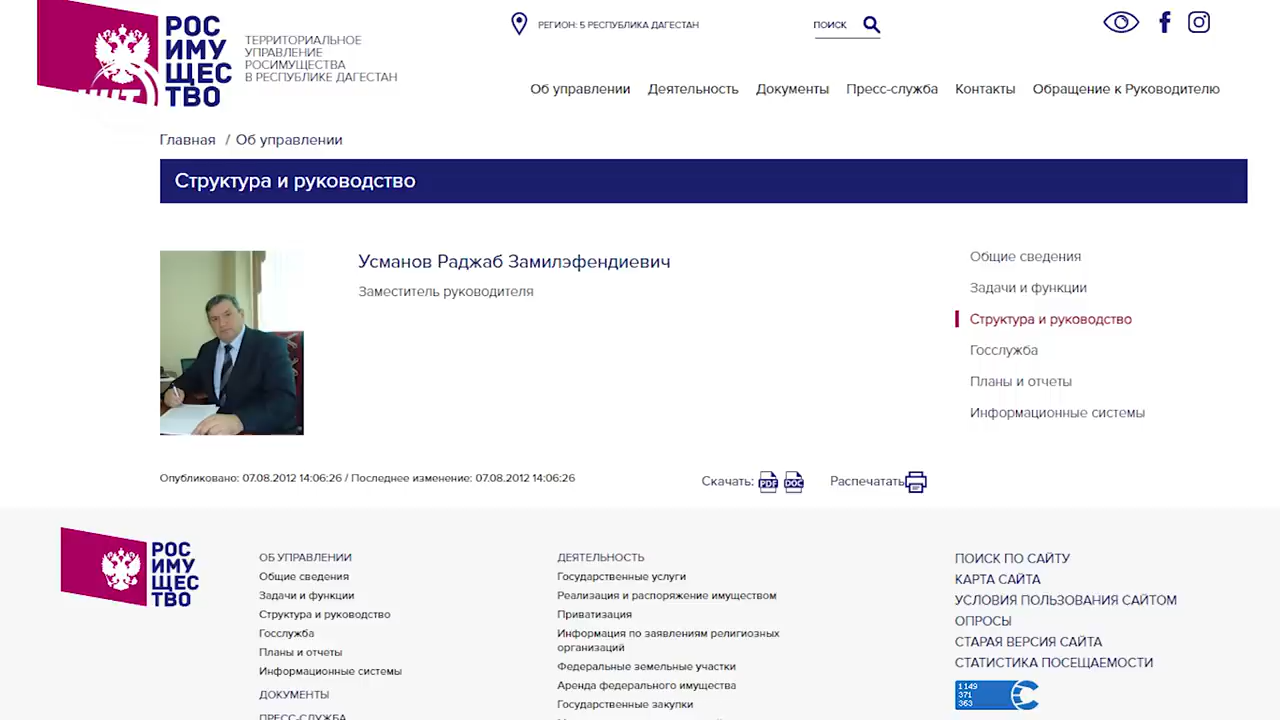 РОС
ИМУ
ЩЕС
ТВО
ТЕРРИТОРИАЛЬНОЕ
УПРАВЛЕНИЕ
РОСИМУЩЕСТВА
В РЕСПУБЛИКЕ ДАГЕСТАН
РЕГИОН: 5 РЕСПУБЛИКА ДАГЕСТАН
ПОИСК
Об управлении Деятельность Документы Пресс-служба Контакты Обращение к Руководителю
Главная / Об управлении
Структура и руководство
Усманов Раджаб Замилэфендиевич
Заместитель руководителя
Общие сведения
Задачи и функции
Структура и руководство
Госслужба
Планы и отчеты
Информационные системы
Опубликовано: 07.08.2012 14:06:26 / Последнее изменение: 07.08.2012 14:06:26
Скачать: PDF DOC Распечатать
РОС
ИМУ
ЩЕС
ТВО
ОБ УПРАВЛЕНИИ
Общие сведения
Задачи и функции
Структура и руководство
Госслужба
Планы и отчеты
Информационные системы
ДОКУМЕНТЫ
ПРЕСС-СЛУЖБА
ДЕЯТЕЛЬНОСТЬ
Государственные услуги
Реализация и распоряжение имуществом
Приватизация
Информация по заявлениям религиозных
организаций
Федеральные земельные участки
Аренда федерального имущества
Государственные закупки
ПОИСК ПО САЙТУ
КАРТА САЙТА
УСЛОВИЯ ПОЛЬЗОВАНИЯ САЙТОМ
ОПРОСЫ
СТАРАЯ ВЕРСИЯ САЙТА
СТАТИСТИКА ПОСЕЩАЕМОСТИ
1149
371
363